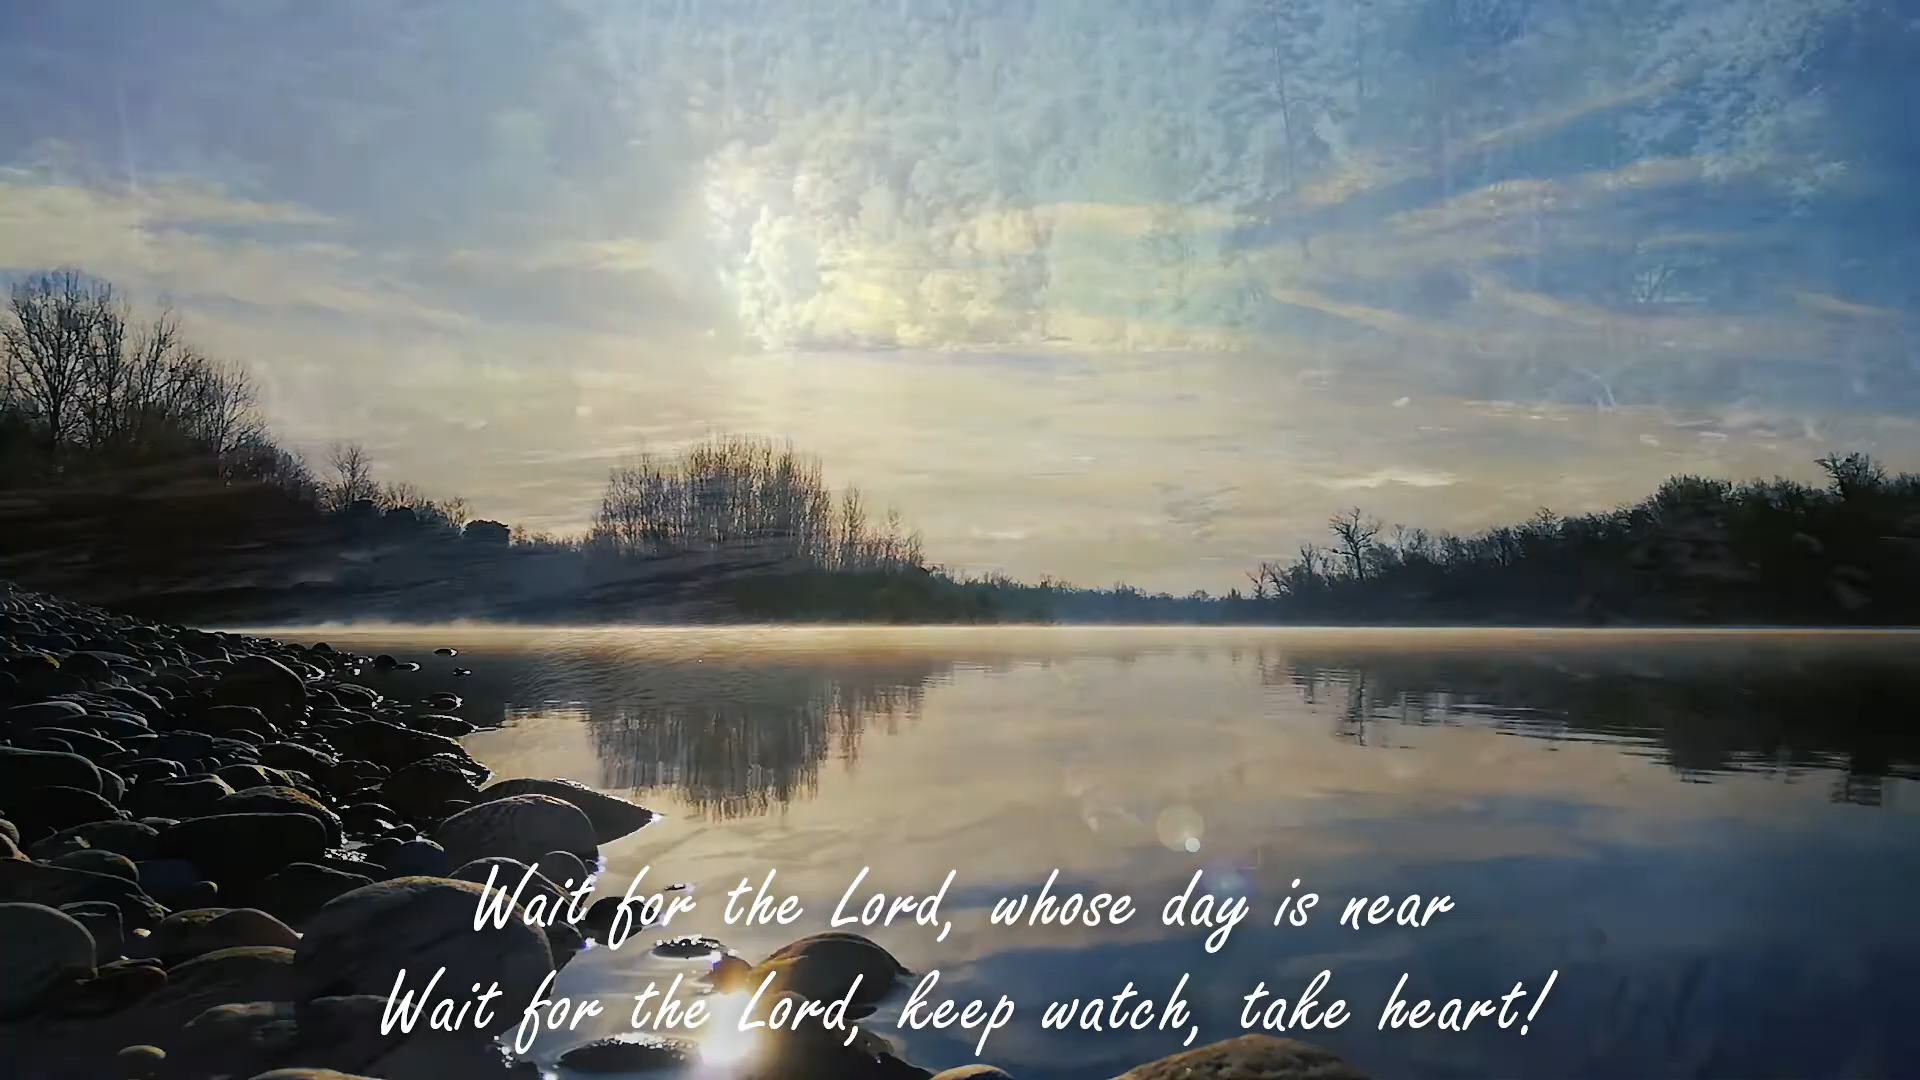 Wait for the Lord, whose day is near
Wait for the Lord, keep watch, take heart!